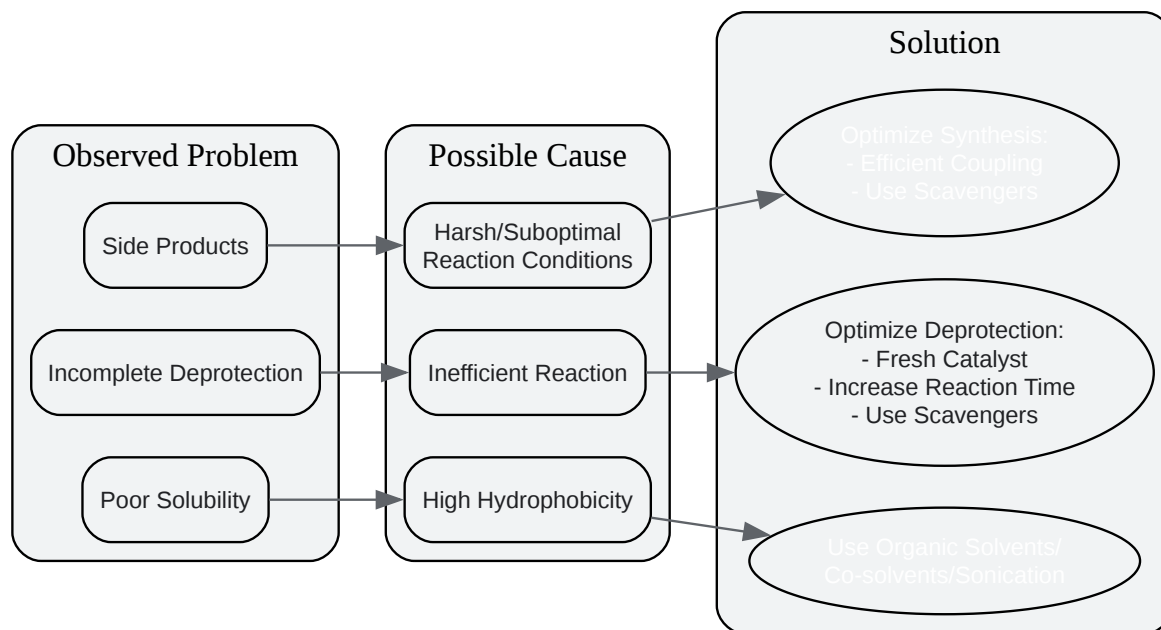 Observed Problem
Side Products
Incomplete Deprotection
Poor Solubility
Possible Cause
Harsh/Suboptimal
Reaction Conditions
Inefficient Reaction
High Hydrophobicity
Solution
Optimize Synthesis:
- Efficient Coupling
- Use Scavengers
Optimize Deprotection:
- Fresh Catalyst
- Increase Reaction Time
- Use Scavengers
Use Organic Solvents/
Co-solvents/Sonication